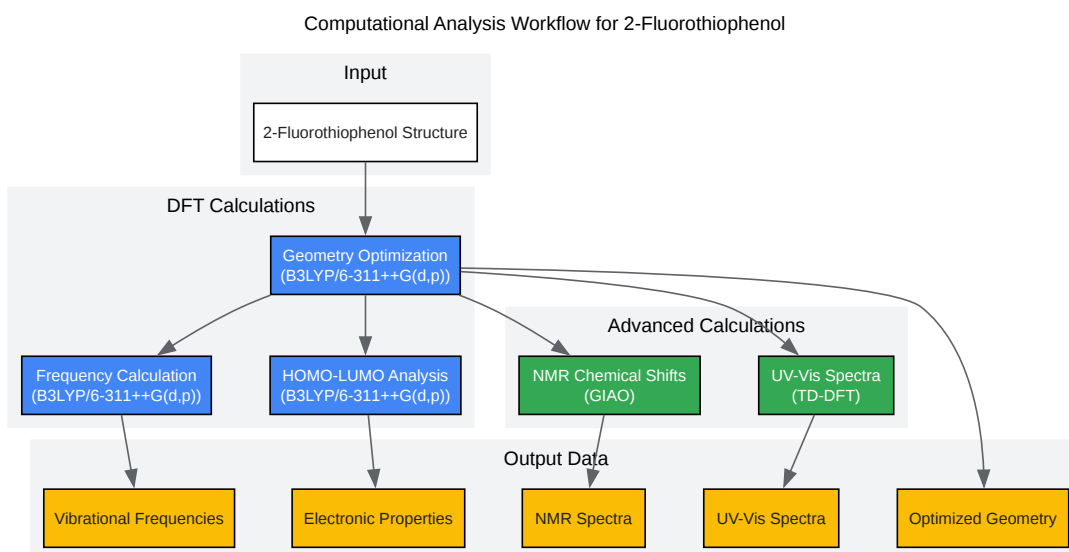 Computational Analysis Workflow for 2-Fluorothiophenol
Input
2-Fluorothiophenol Structure
DFT Calculations
Geometry Optimization
(B3LYP/6-311++G(d,p))
Advanced Calculations
Frequency Calculation
(B3LYP/6-311++G(d,p))
HOMO-LUMO Analysis
(B3LYP/6-311++G(d,p))
NMR Chemical Shifts
(GIAO)
UV-Vis Spectra
(TD-DFT)
Output Data
Vibrational Frequencies
Electronic Properties
NMR Spectra
UV-Vis Spectra
Optimized Geometry